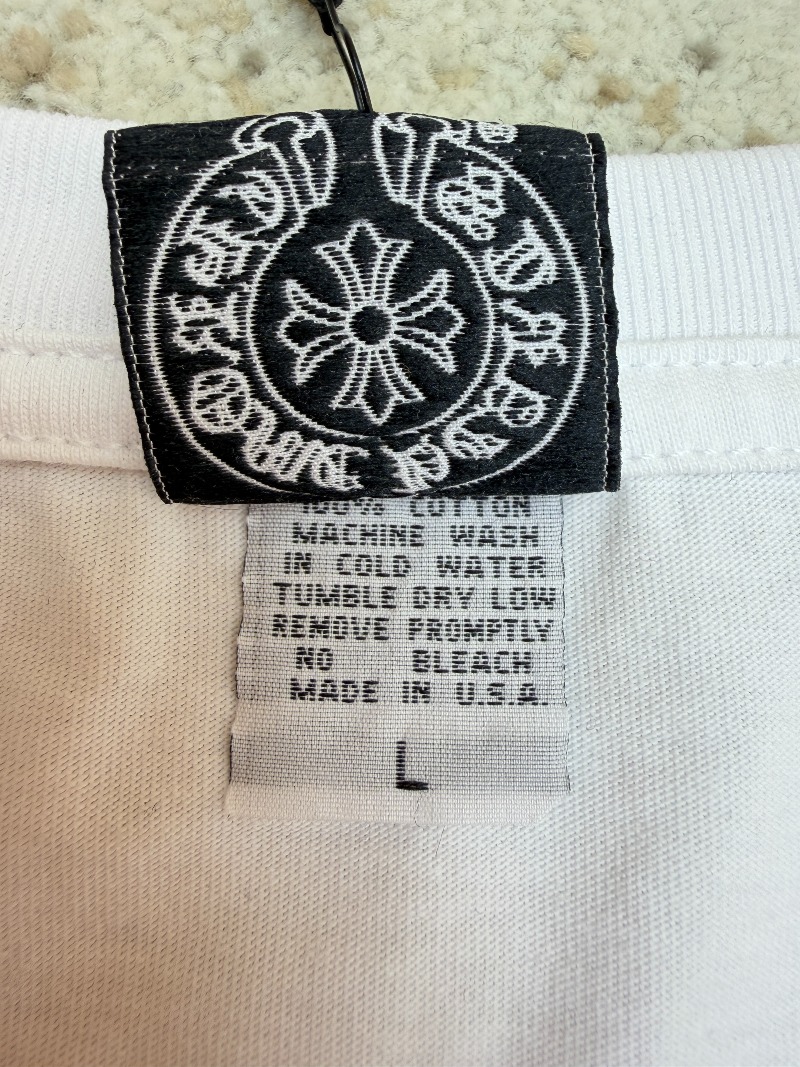 100% COTTON
MACHINE WASH
IN COLD WATER
TUMBLE DRY LOW
REMOVE PROMPTLY
NO BLEACH
MADE IN U.S.A.
L